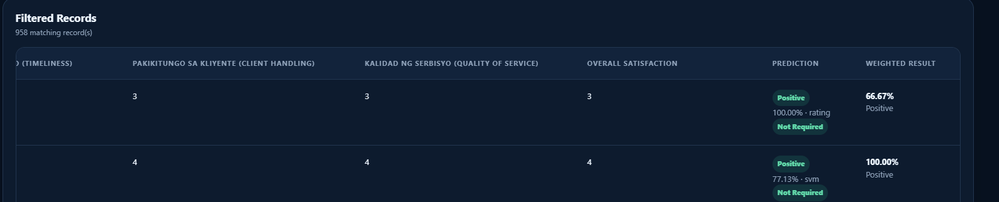 Filtered Records
958 matching record(s)
(TIMELINESS) PAKIKITUNGO SA KLIYENTE (CLIENT HANDLING) KALIDAD NG SERBISYO (QUALITY OF SERVICE) OVERALL SATISFACTION PREDICTION WEIGHTED RESULT
3 3 3 Positive 66.67%
100.00% · rating Positive
Not Required
4 4 4 Positive 100.00%
77.13% · svm Positive
Not Required